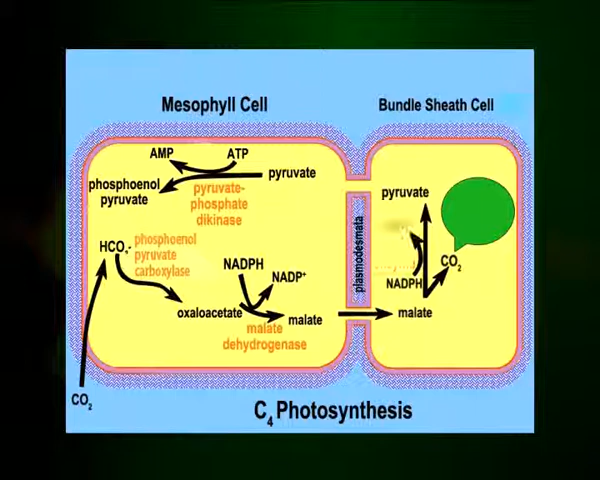 Mesophyll Cell
Bundle Sheath Cell
AMP
ATP
pyruvate
phosphoenol
pyruvate
pyruvate-
phosphate
dikinase
pyruvate
HCO3-
phosphoenol
pyruvate
carboxylase
plasmodesmata
CO2
NADPH
NADP+
NADPH
oxaloacetate
malate
malate
malate
dehydrogenase
CO2
C4 Photosynthesis